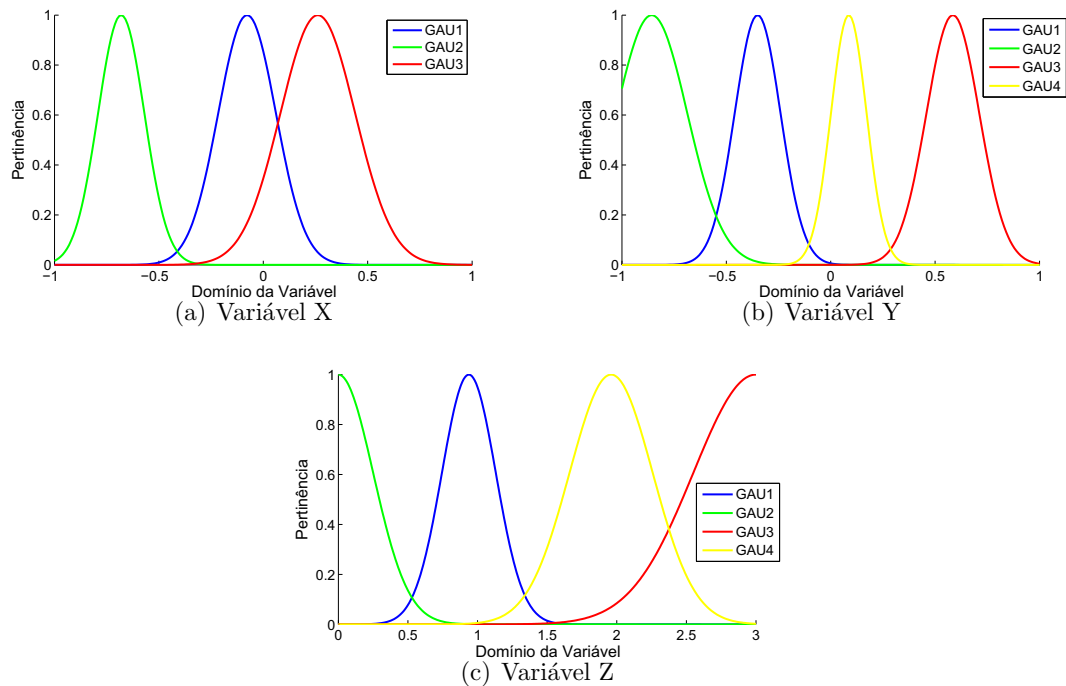 1
0.8
0.6
0.4
0.2
0
Pertinência
−1
−0.5
0
0.5
1
Domínio da Variável
GAU1
GAU2
GAU3
(a) Variável X
1
0.8
0.6
0.4
0.2
0
Pertinência
−1
−0.5
0
0.5
1
Domínio da Variável
GAU1
GAU2
GAU3
GAU4
(b) Variável Y
1
0.8
0.6
0.4
0.2
0
Pertinência
0
0.5
1
1.5
2
2.5
3
Domínio da Variável
GAU1
GAU2
GAU3
GAU4
(c) Variável Z